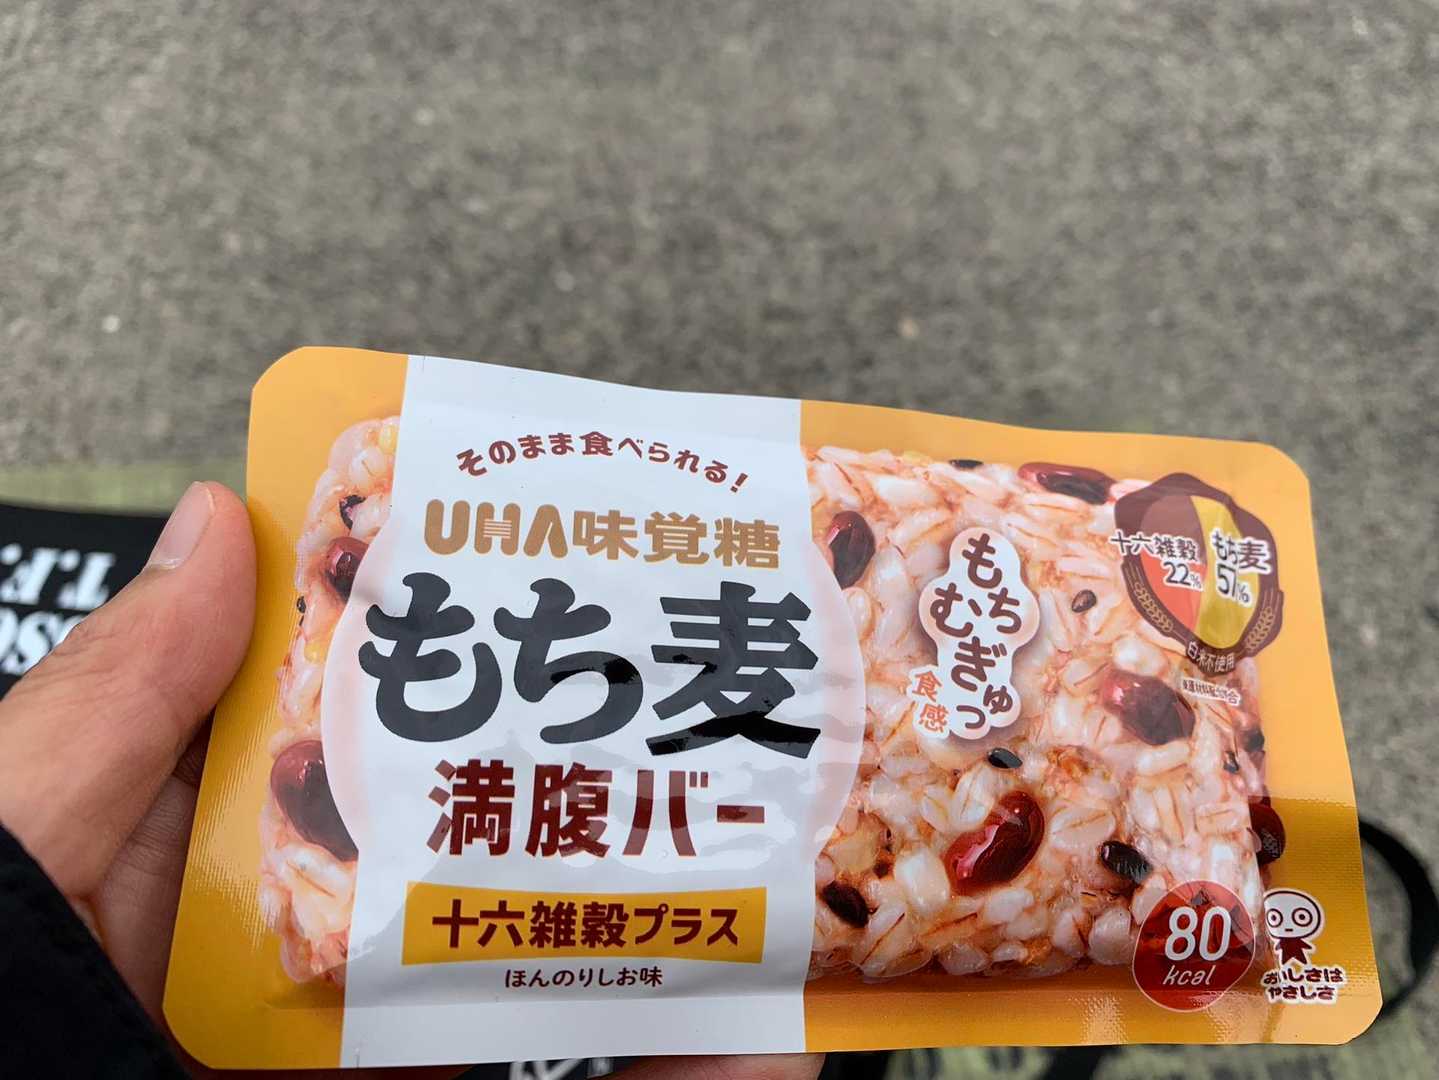 そのまま食べられる!
UHA味覚糖
もち麦
満腹バー
十六雑穀プラス
ほんのりしお味
もち
むぎゅっ
食感
十六雑穀
22%
もち麦
57%
白米不使用
80
kcal
おいしさは
やさしさ
T.F.